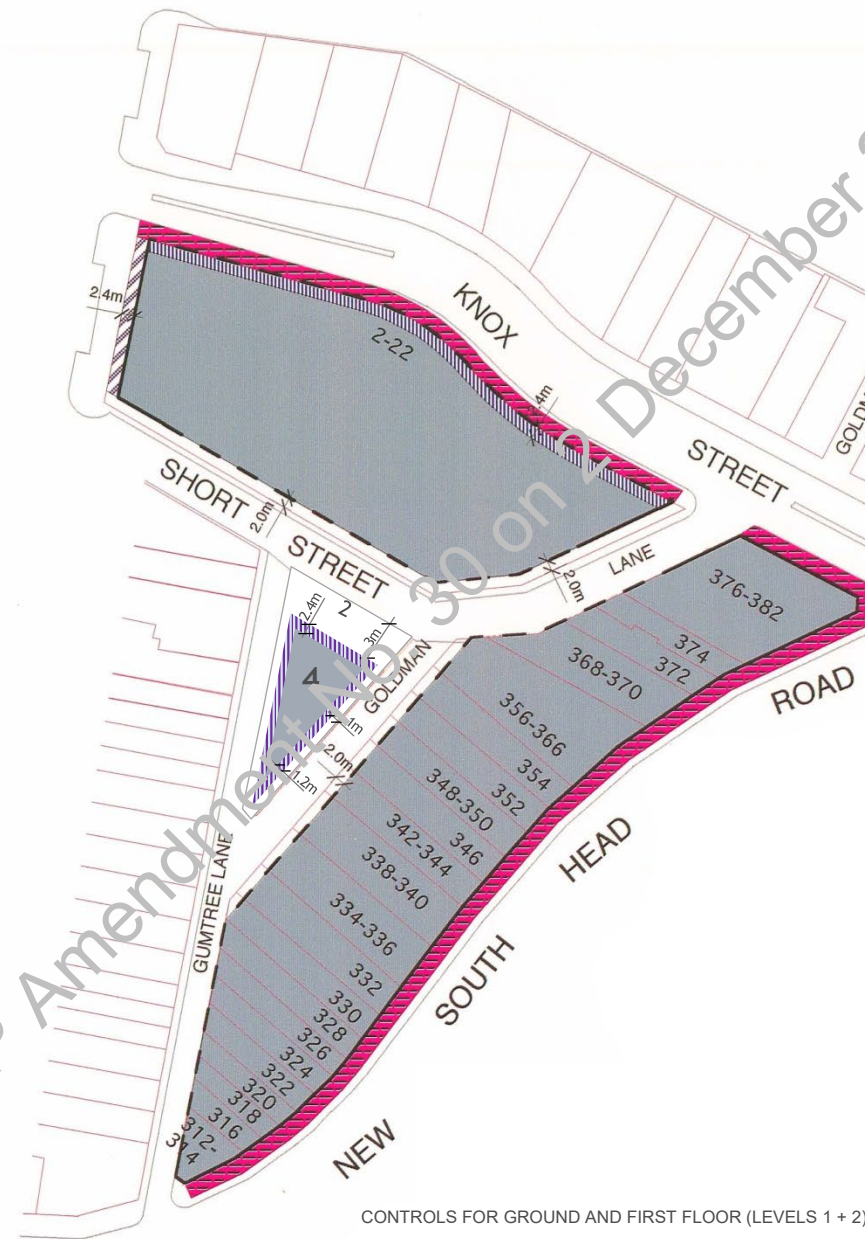 KNOX
STREET
GOLDM
2.4m
2-22
2.4m
SHORT
STREET
2.0m
2.0m
LANE
2
2.4m
3m
4
GOLDMAN
1m
1.2m
2.0m
GUMTREE LANE
376-382
374
372
368-370
356-366
354
352
348-350
346
342-344
338-340
334-336
332
330
328
326
324
322
320
318
316
312-
314
NEW
SOUTH
HEAD
ROAD
Amendment No. 30 on 2 December
CONTROLS FOR GROUND AND FIRST FLOOR (LEVELS 1 + 2)